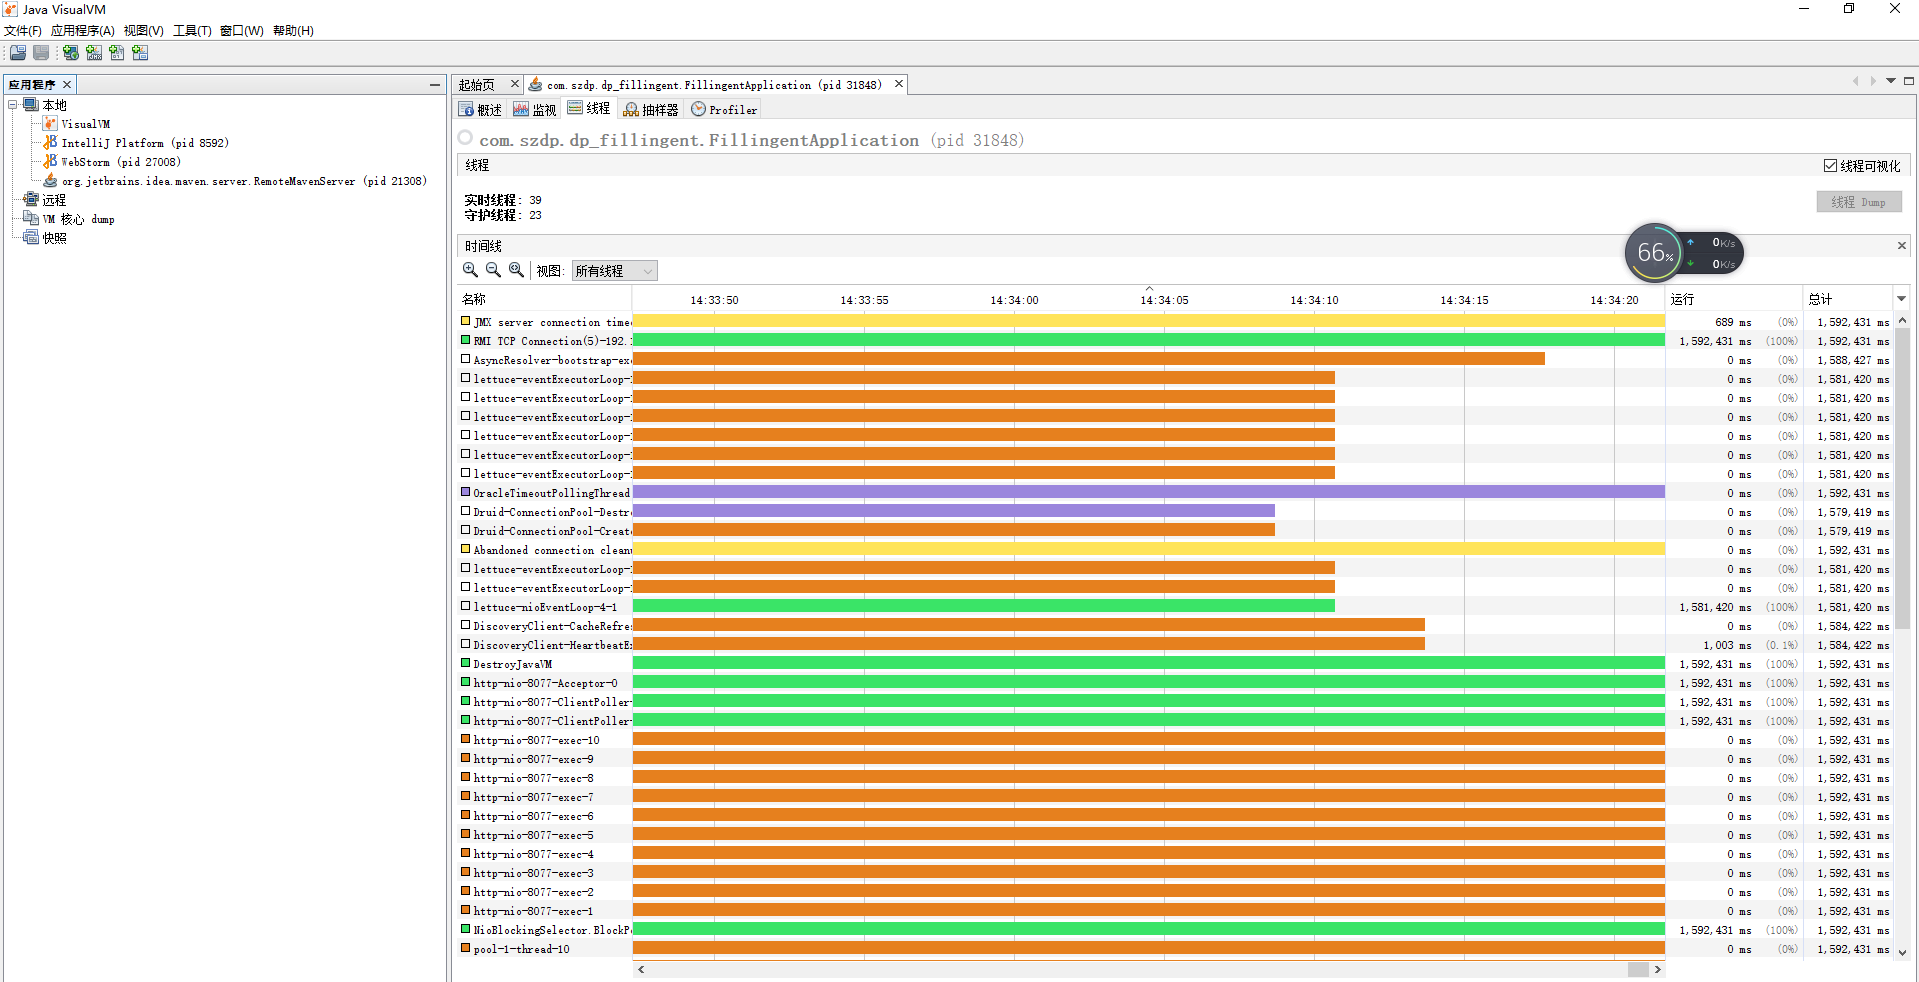 Java VisualVM
文件(F) 应用程序(A) 视图(V) 工具(T) 窗口(W) 帮助(H)
应用程序
本地
VisualVM
IntelliJ Platform (pid 8592)
WebStorm (pid 27008)
org.jetbrains.idea.maven.server.RemoteMavenServer (pid 21308)
远程
VM 核心 dump
快照
起始页 com.szdp.dp_fillingent.FillingentApplication (pid 31848)
概述 监视 线程 抽样器 Profiler
com.szdp.dp_fillingent.FillingentApplication (pid 31848)
线程 线程可视化
实时线程: 39
守护线程: 23
线程 Dump
时间线
66% 0K/s
0K/s
视图: 所有线程
名称 14:33:50 14:33:55 14:34:00 14:34:05 14:34:10 14:34:15 14:34:20 运行 总计
JMX server connection timeo 689 ms (0%) 1,592,431 ms
RMI TCP Connection(5)-192.1 1,592,431 ms (100%) 1,592,431 ms
AsyncResolver-bootstrap-exe 0 ms (0%) 1,588,427 ms
lettuce-eventExecutorLoop- 0 ms (0%) 1,581,420 ms
lettuce-eventExecutorLoop- 0 ms (0%) 1,581,420 ms
lettuce-eventExecutorLoop- 0 ms (0%) 1,581,420 ms
lettuce-eventExecutorLoop- 0 ms (0%) 1,581,420 ms
lettuce-eventExecutorLoop- 0 ms (0%) 1,581,420 ms
lettuce-eventExecutorLoop- 0 ms (0%) 1,581,420 ms
OracleTimeoutPollingThread 0 ms (0%) 1,592,431 ms
Druid-ConnectionPool-Destro 0 ms (0%) 1,579,419 ms
Druid-ConnectionPool-Create 0 ms (0%) 1,579,419 ms
Abandoned connection cleanu 0 ms (0%) 1,592,431 ms
lettuce-eventExecutorLoop- 0 ms (0%) 1,581,420 ms
lettuce-eventExecutorLoop- 0 ms (0%) 1,581,420 ms
lettuce-nioEventLoop-4-1 1,581,420 ms (100%) 1,581,420 ms
DiscoveryClient-CacheRefres 0 ms (0%) 1,584,422 ms
DiscoveryClient-HeartbeatEx 1,003 ms (0.1%) 1,584,422 ms
DestroyJavaVM 1,592,431 ms (100%) 1,592,431 ms
http-nio-8077-Acceptor-0 1,592,431 ms (100%) 1,592,431 ms
http-nio-8077-ClientPoller- 1,592,431 ms (100%) 1,592,431 ms
http-nio-8077-ClientPoller- 1,592,431 ms (100%) 1,592,431 ms
http-nio-8077-exec-10 0 ms (0%) 1,592,431 ms
http-nio-8077-exec-9 0 ms (0%) 1,592,431 ms
http-nio-8077-exec-8 0 ms (0%) 1,592,431 ms
http-nio-8077-exec-7 0 ms (0%) 1,592,431 ms
http-nio-8077-exec-6 0 ms (0%) 1,592,431 ms
http-nio-8077-exec-5 0 ms (0%) 1,592,431 ms
http-nio-8077-exec-4 0 ms (0%) 1,592,431 ms
http-nio-8077-exec-3 0 ms (0%) 1,592,431 ms
http-nio-8077-exec-2 0 ms (0%) 1,592,431 ms
http-nio-8077-exec-1 0 ms (0%) 1,592,431 ms
NioBlockingSelector.BlockPo 1,592,431 ms (100%) 1,592,431 ms
pool-1-thread-10 0 ms (0%) 1,592,431 ms